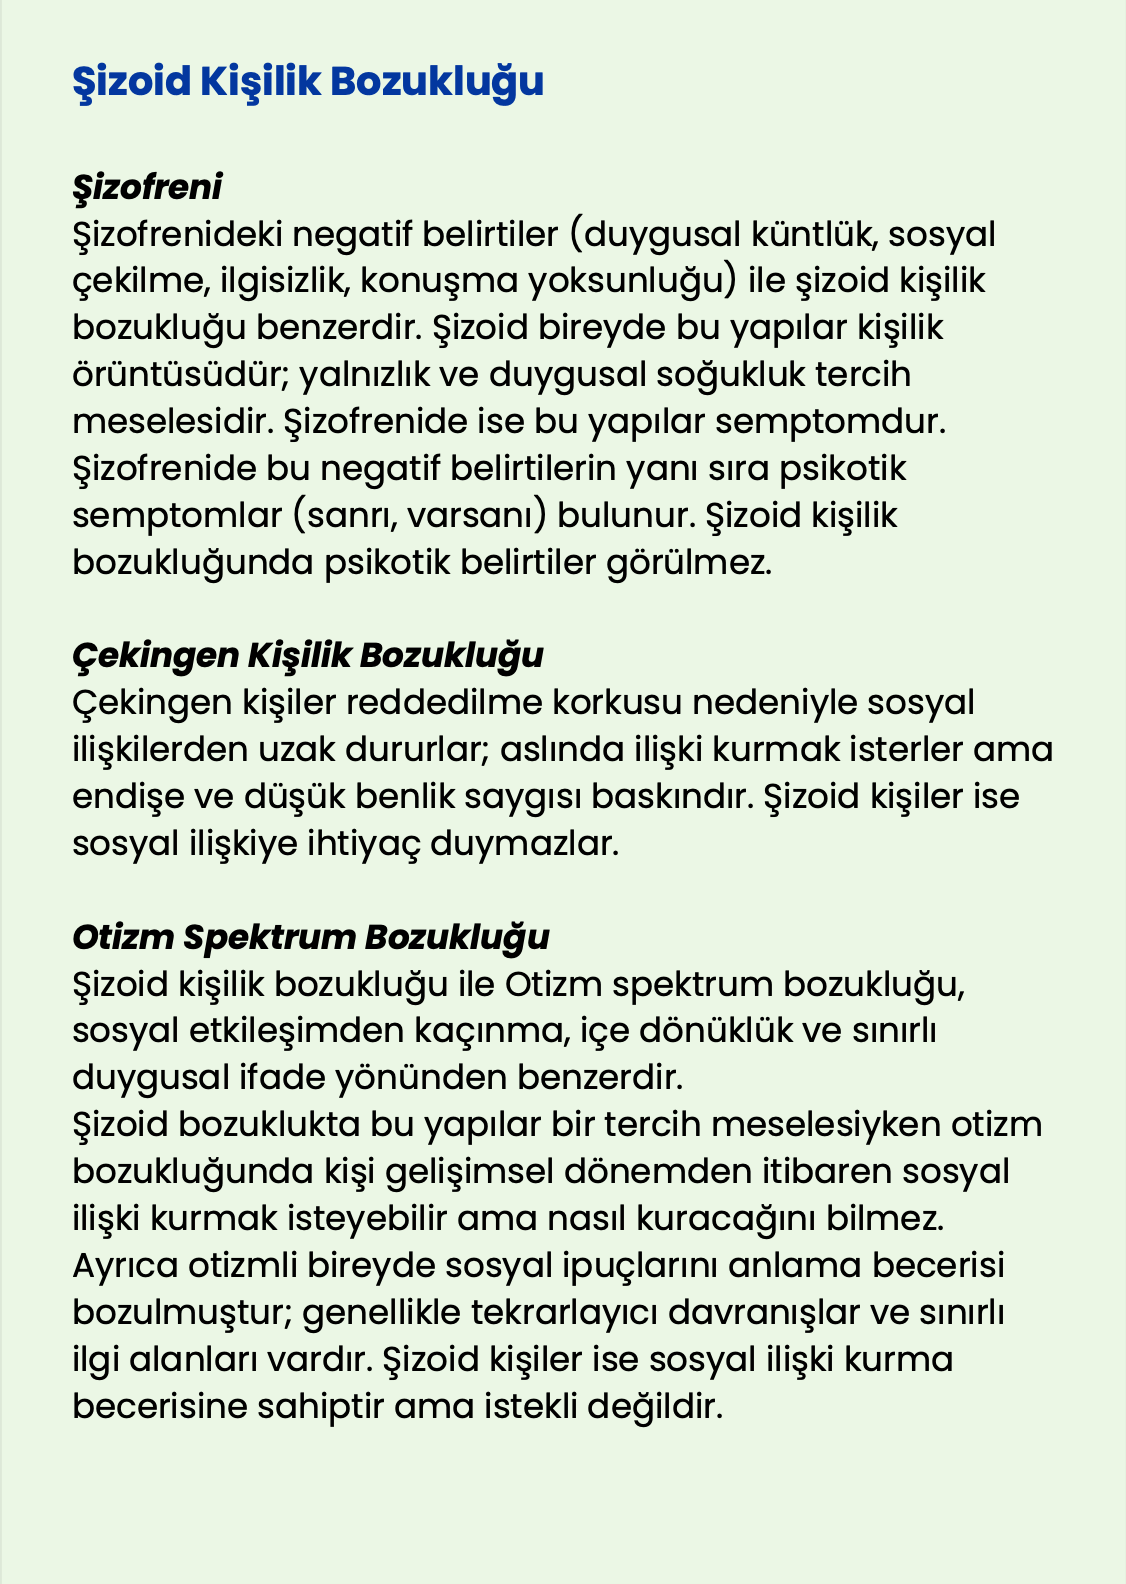 Şizoid Kişilik Bozukluğu
Şizofreni
Şizofrenideki negatif belirtiler (duygusal küntlük, sosyal
çekilme, ilgisizlik, konuşma yoksunluğu) ile şizoid kişilik
bozukluğu benzerdir. Şizoid bireyde bu yapılar kişilik
örüntüsüdür; yalnızlık ve duygusal soğukluk tercih
meselesidir. Şizofrenide ise bu yapılar semptomdur.
Şizofrenide bu negatif belirtilerin yanı sıra psikotik
semptomlar (sanrı, varsanı) bulunur. Şizoid kişilik
bozukluğunda psikotik belirtiler görülmez.
Çekingen Kişilik Bozukluğu
Çekingen kişiler reddedilme korkusu nedeniyle sosyal
ilişkilerden uzak dururlar; aslında ilişki kurmak isterler ama
endişe ve düşük benlik saygısı baskındır. Şizoid kişiler ise
sosyal ilişkiye ihtiyaç duymazlar.
Otizm Spektrum Bozukluğu
Şizoid kişilik bozukluğu ile Otizm spektrum bozukluğu,
sosyal etkileşimden kaçınma, içe dönüklük ve sınırlı
duygusal ifade yönünden benzerdir.
Şizoid bozuklukta bu yapılar bir tercih meselesiyken otizm
bozukluğunda kişi gelişimsel dönemden itibaren sosyal
ilişki kurmak isteyebilir ama nasıl kuracağını bilmez.
Ayrıca otizmli bireyde sosyal ipuçlarını anlama becerisi
bozulmuştur; genellikle tekrarlayıcı davranışlar ve sınırlı
ilgi alanları vardır. Şizoid kişiler ise sosyal ilişki kurma
becerisine sahiptir ama istekli değildir.